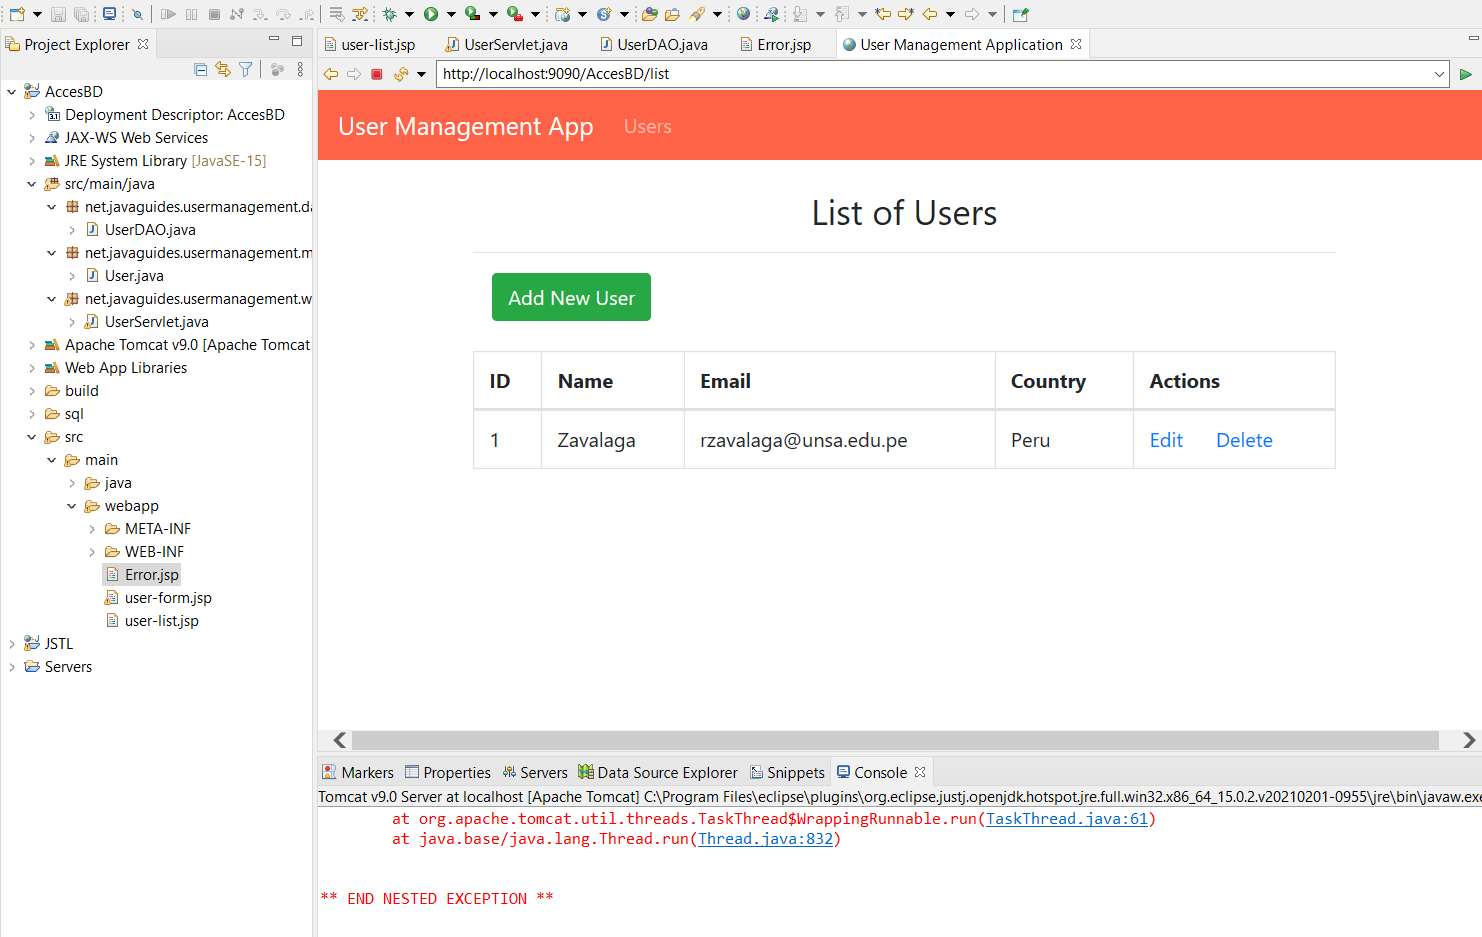 Project Explorer
user-list.jsp
UserServlet.java
UserDAO.java
Error.jsp
User Management Application
http://localhost:9090/AccesBD/list
AccesBD
Deployment Descriptor: AccesBD
JAX-WS Web Services
JRE System Library [JavaSE-15]
src/main/java
net.javaguides.usermanagement.da
UserDAO.java
net.javaguides.usermanagement.m
User.java
net.javaguides.usermanagement.w
UserServlet.java
Apache Tomcat v9.0 [Apache Tomcat
Web App Libraries
build
sql
src
main
java
webapp
META-INF
WEB-INF
Error.jsp
user-form.jsp
user-list.jsp
JSTL
Servers
User Management App Users
List of Users
Add New User
ID Name Email Country Actions
1 Zavalaga rzavalaga@unsa.edu.pe Peru Edit Delete
Markers Properties Servers Data Source Explorer Snippets Console
Tomcat v9.0 Server at localhost [Apache Tomcat] C:\Program Files\eclipse\plugins\org.eclipse.justj.openjdk.hotspot.jre.full.win32.x86_64_15.0.2.v20210201-0955\jre\bin\javaw.exe
at org.apache.tomcat.util.threads.TaskThread$WrappingRunnable.run(TaskThread.java:61)
at java.base/java.lang.Thread.run(Thread.java:832)
** END NESTED EXCEPTION **